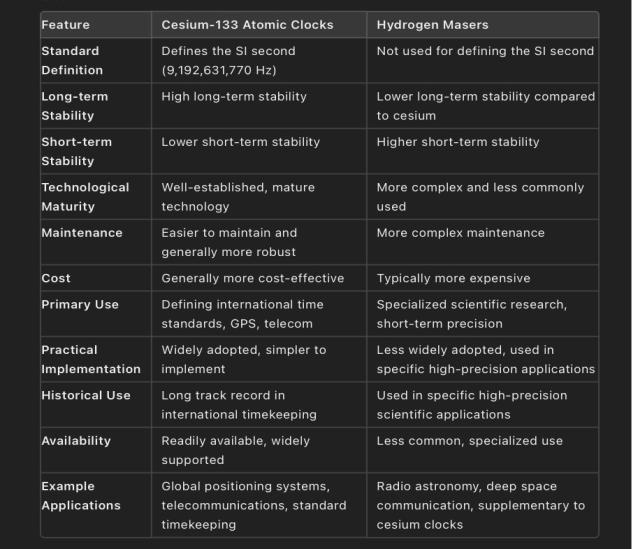 Feature Cesium-133 Atomic Clocks Hydrogen Masers
Standard Defines the SI second Not used for defining the SI second
Definition (9,192,631,770 Hz)
Long-term High long-term stability Lower long-term stability compared
Stability to cesium
Short-term Lower short-term stability Higher short-term stability
Stability
Technological Well-established, mature More complex and less commonly
Maturity technology used
Maintenance Easier to maintain and More complex maintenance
generally more robust
Cost Generally more cost-effective Typically more expensive
Primary Use Defining international time Specialized scientific research,
standards, GPS, telecom short-term precision
Practical Widely adopted, simpler to Less widely adopted, used in
Implementation implement specific high-precision applications
Historical Use Long track record in Used in specific high-precision
international timekeeping scientific applications
Availability Readily available, widely Less common, specialized use
supported
Example Global positioning systems, Radio astronomy, deep space
Applications telecommunications, standard communication, supplementary to
timekeeping cesium clocks